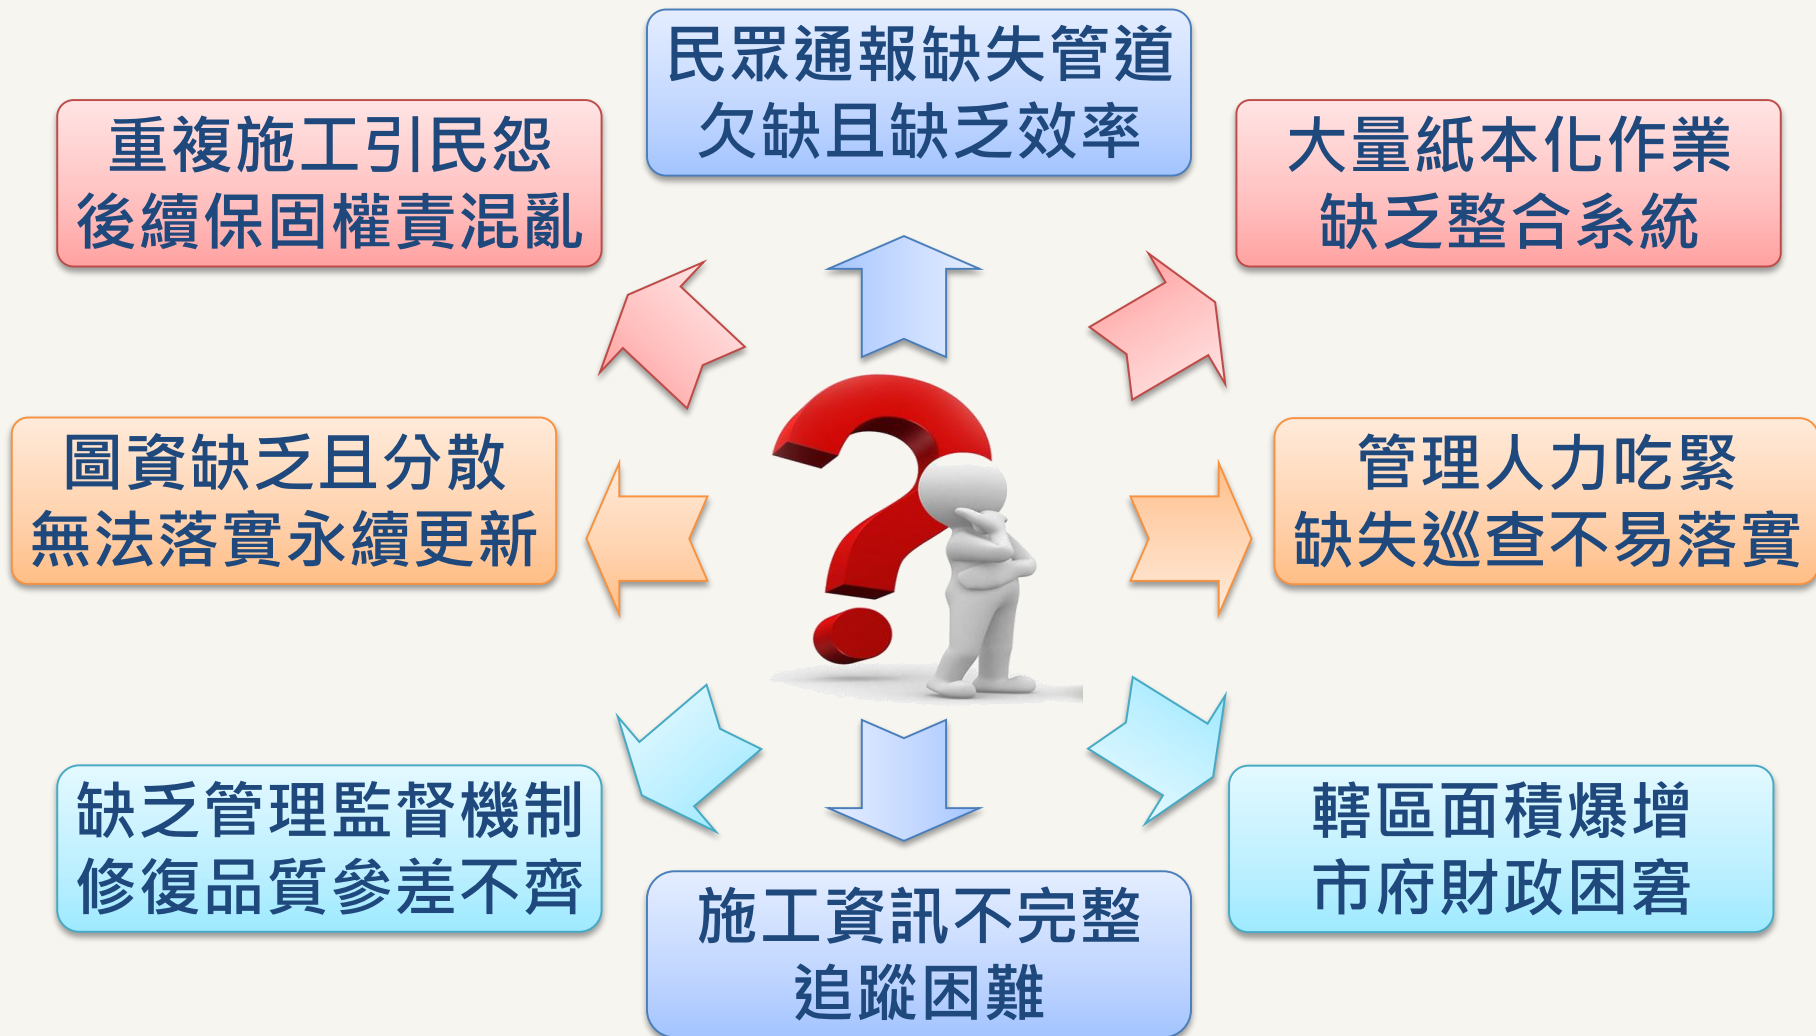 民眾通報缺失管道
欠缺且缺乏效率
重複施工引民怨
後續保固權責混亂
大量紙本化作業
缺乏整合系統
圖資缺乏且分散
無法落實永續更新
管理人力吃緊
缺失巡查不易落實
缺乏管理監督機制
修復品質參差不齊
轄區面積爆增
市府財政困窘
施工資訊不完整
追蹤困難